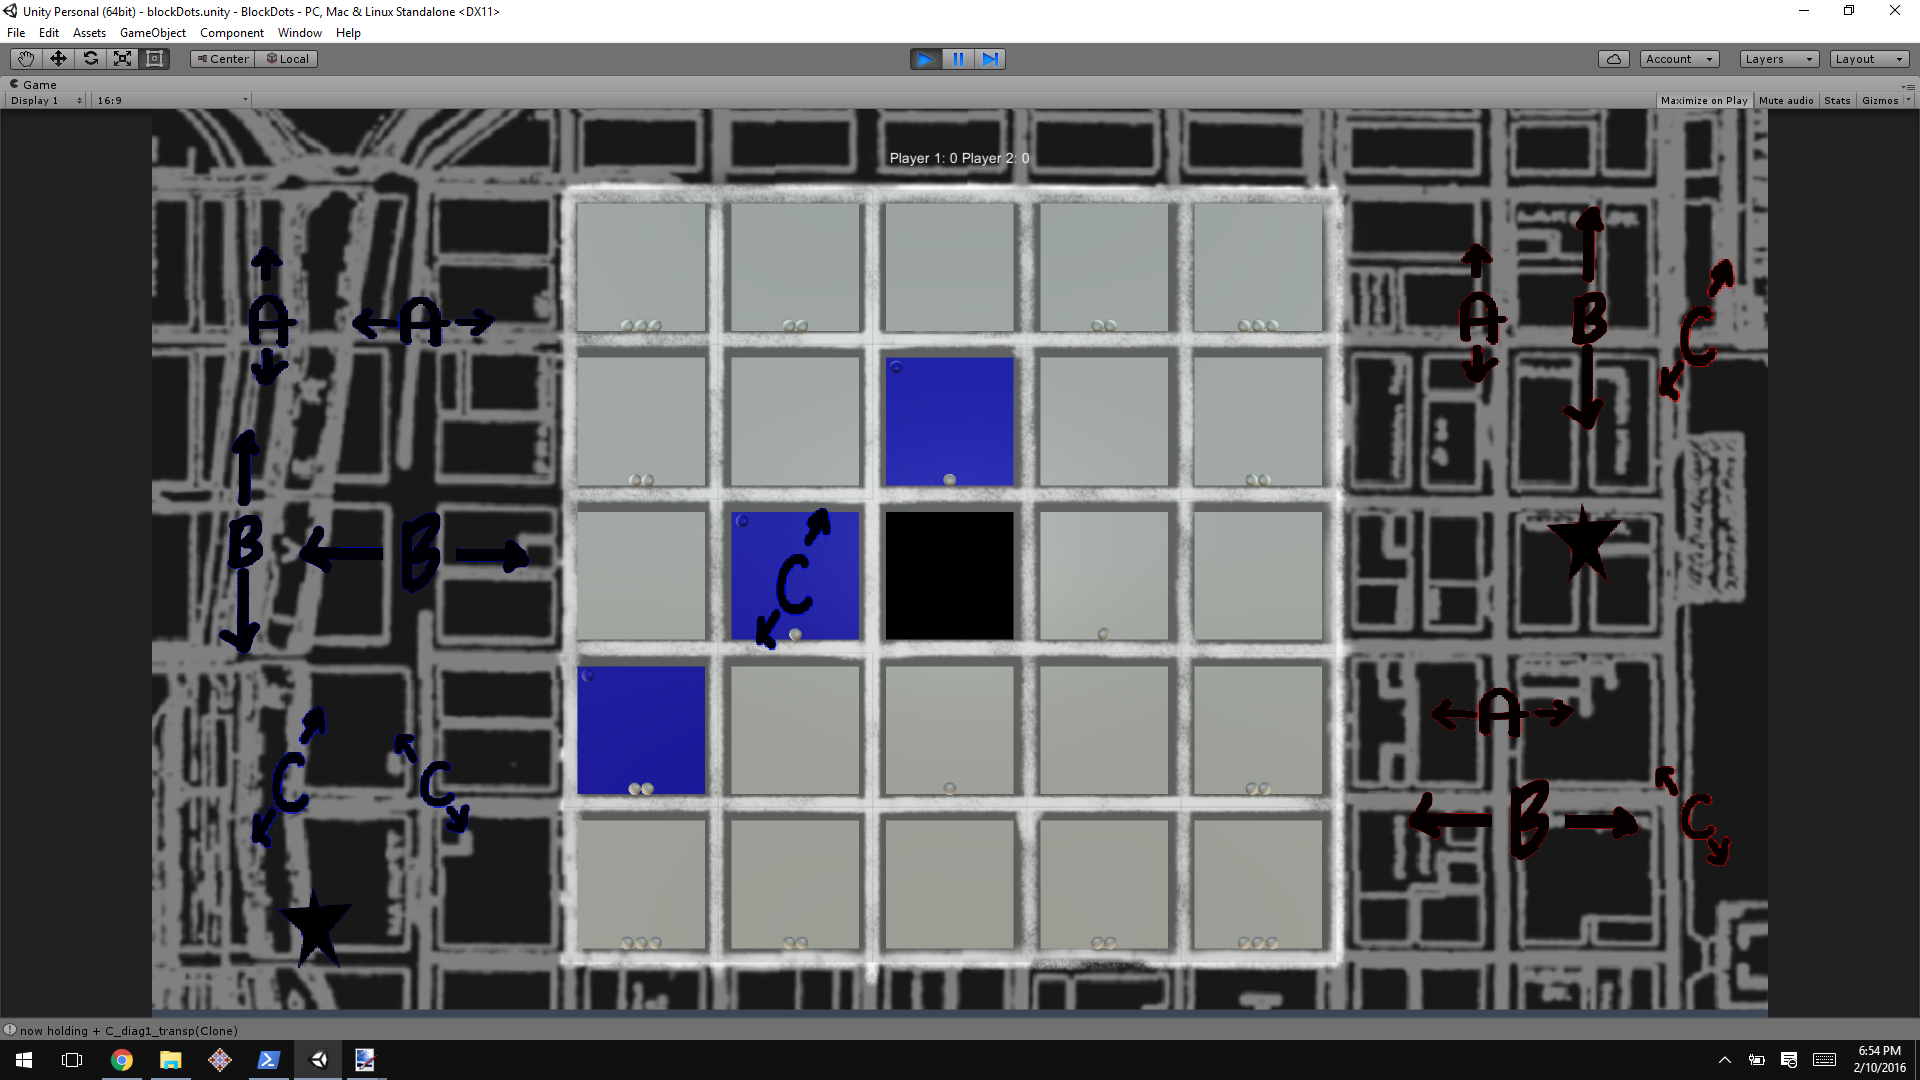 Unity Personal (64bit) - blockDots.unity - BlockDots - PC, Mac & Linux Standalone <DX11>
File Edit Assets GameObject Component Window Help
Center Local Account Layers Layout
Game
Display 1 16:9 Maximize on Play Mute audio Stats Gizmos
Player 1: 0 Player 2: 0
A A A B C
B B C
C C A
B C
now holding + C_diag1_transp(Clone)
6:54 PM
2/10/2016